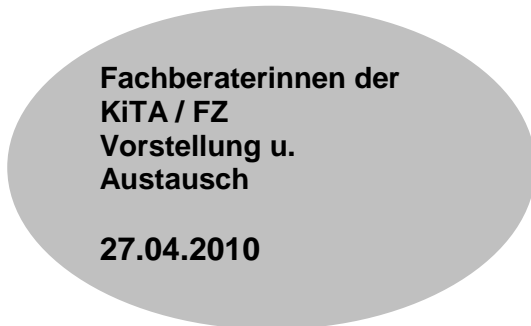 Fachberaterinnen der
KiTA / FZ
Vorstellung u.
Austausch
27.04.2010